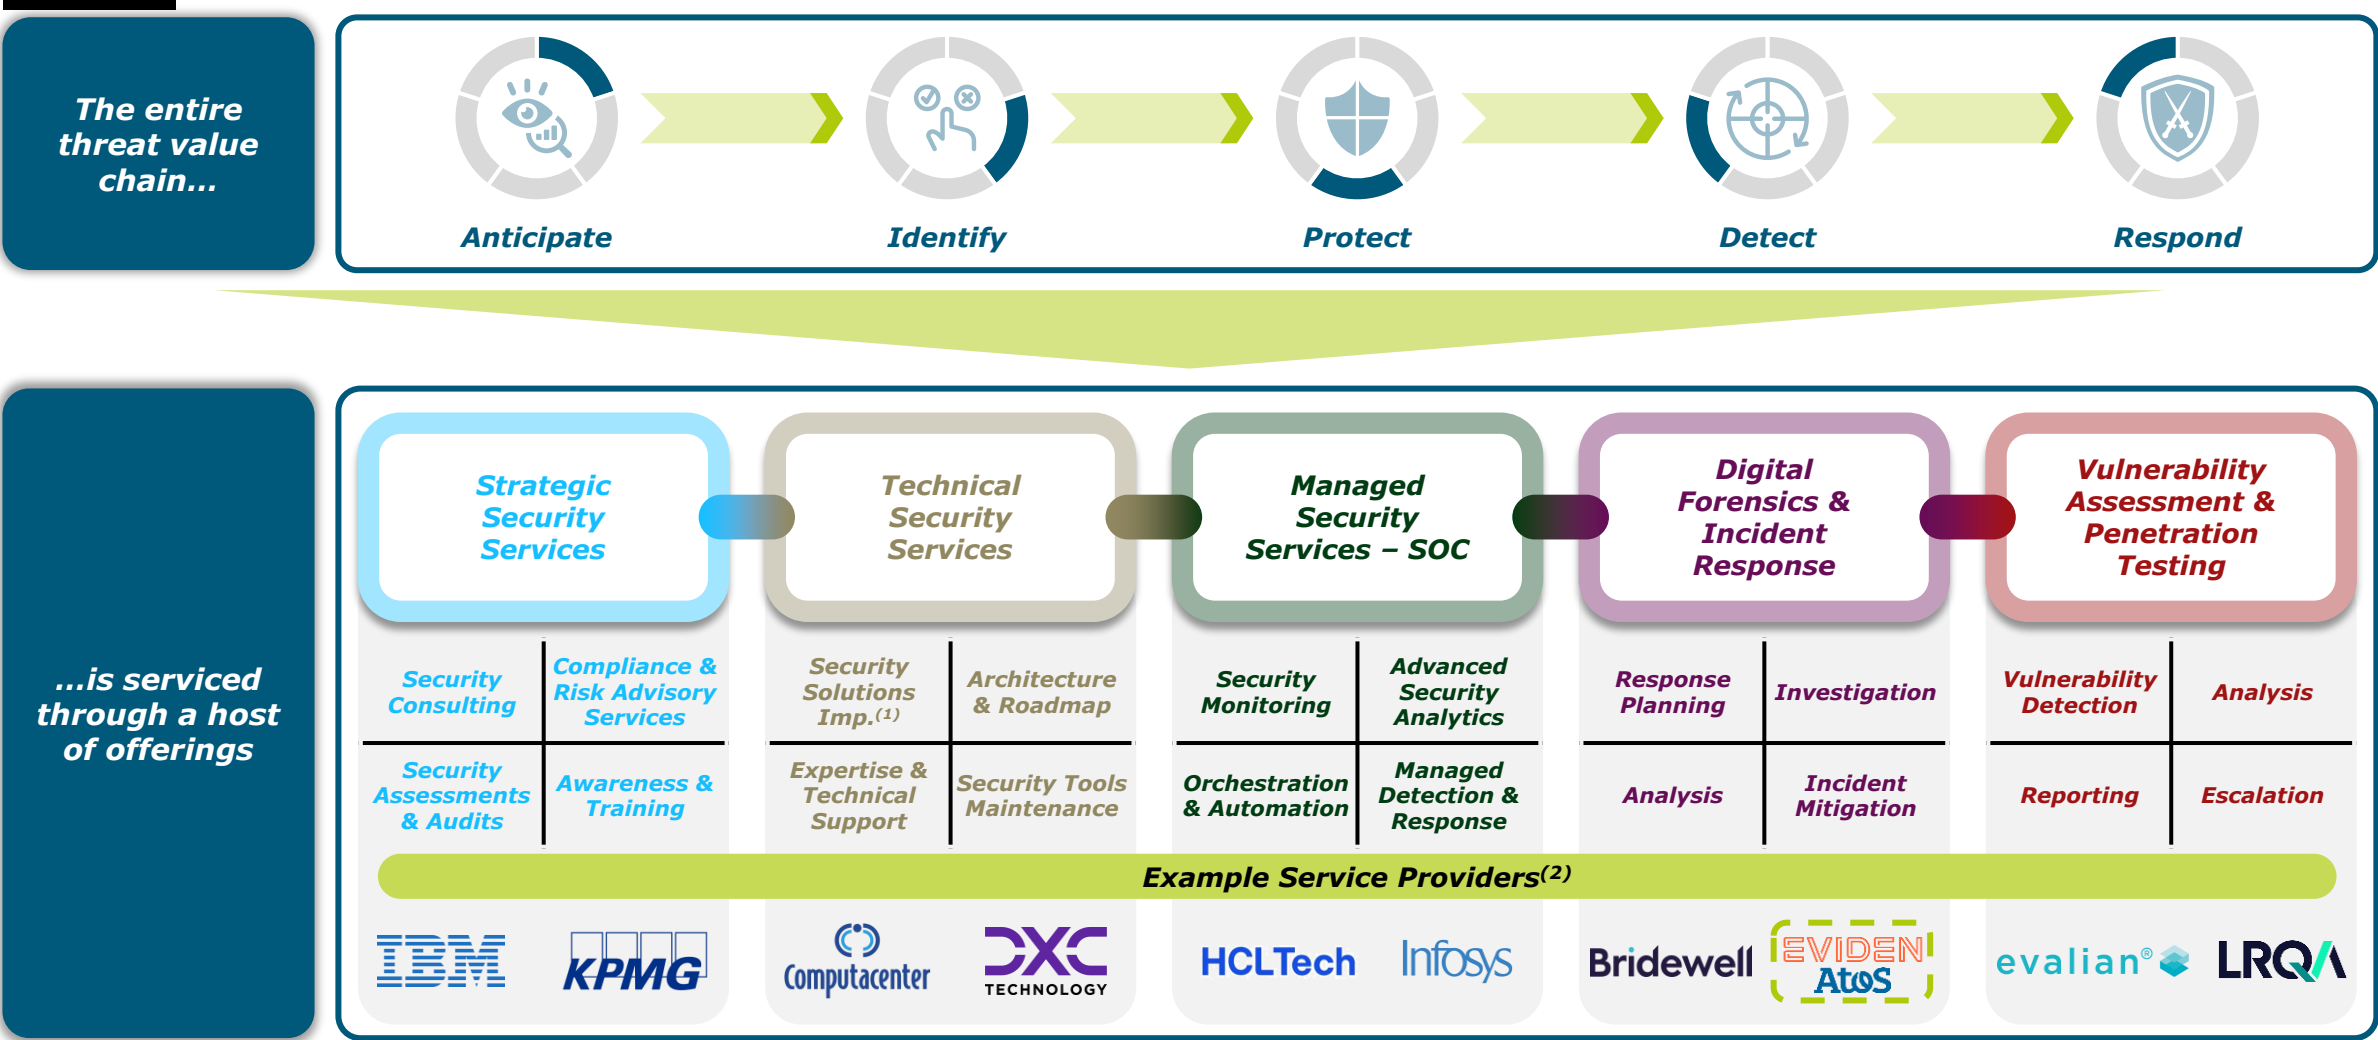 The entire
threat value
chain...
Anticipate
Identify
Protect
Detect
Respond
...is serviced
through a host
of offerings
Strategic
Security
Services
Technical
Security
Services
Managed
Security
Services – SOC
Digital
Forensics &
Incident
Response
Vulnerability
Assessment &
Penetration
Testing
Security
Consulting
Compliance &
Risk Advisory
Services
Security
Assessments
& Audits
Awareness &
Training
Security
Solutions
Imp.(1)
Architecture
& Roadmap
Expertise &
Technical
Support
Security Tools
Maintenance
Security
Monitoring
Advanced
Security
Analytics
Orchestration
& Automation
Managed
Detection &
Response
Response
Planning
Investigation
Analysis
Incident
Mitigation
Vulnerability
Detection
Analysis
Reporting
Escalation
Example Service Providers(2)
IBM
KPMG
Computacenter
DXC
TECHNOLOGY
HCLTech
Infosys
Bridewell
EVIDEN
Atos
evalian®
LRQA